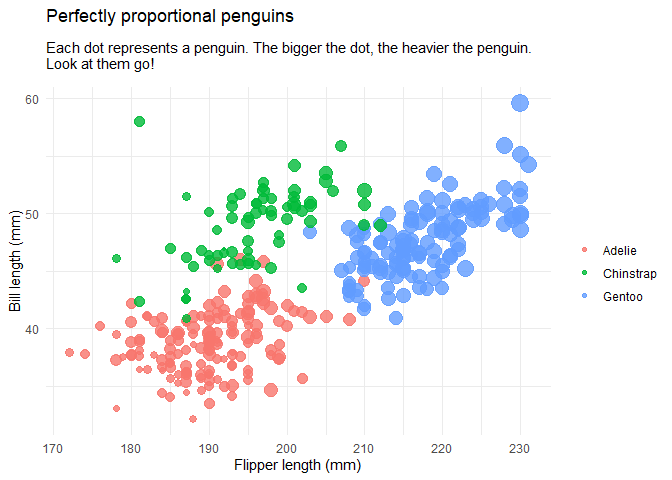 Perfectly proportional penguins
Each dot represents a penguin. The bigger the dot, the heavier the penguin.
Look at them go!
60
50
40
Bill length (mm)
170 180 190 200 210 220 230
Flipper length (mm)
Adelie
Chinstrap
Gentoo